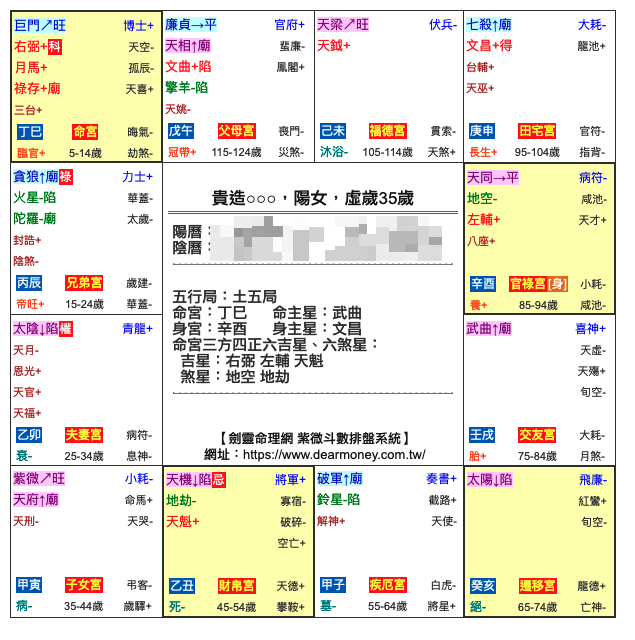 巨門↗旺 博士+
右弼+科 天空-
月馬+ 孤辰-
祿存+廟 天喜+
三台+
丁巳 命宮 晦氣-
臨官+ 5-14歲 劫煞-
廉貞→平 官府+
天相↑廟 蜚廉-
文曲+陷 鳳閣+
擎羊-陷
天姚-
戊午 父母宮 喪門-
冠帶+ 115-124歲 災煞-
天梁↗旺 伏兵-
天鉞+
己未 福德宮 貫索-
沐浴- 105-114歲 天煞+
七殺↑廟 大耗-
文昌+得 龍池+
台輔+
天巫+
庚申 田宅宮 官符-
長生+ 95-104歲 指背-
貪狼↑廟祿 力士+
火星-陷 華蓋-
陀羅-廟 太歲-
封誥+
陰煞-
丙辰 兄弟宮 歲建-
帝旺+ 15-24歲 華蓋-
貴造○○○，陽女，虛歲35歲
陽曆：
陰曆：
五行局：土五局
命宮：丁巳 命主星：武曲
身宮：辛酉 身主星：文昌
命宮三方四正六吉星、六煞星：
吉星：右弼 左輔 天魁
煞星：地空 地劫
【 劍靈命理網 紫微斗數排盤系統 】
網址：https://www.dearmoney.com.tw/
天同→平 病符-
地空- 咸池-
左輔+ 天才+
八座+
辛酉 官祿宮[身] 小耗-
養+ 85-94歲 咸池-
太陰↓陷權 青龍+
天月-
恩光+
天官+
天福+
乙卯 夫妻宮 病符-
衰- 25-34歲 息神-
武曲↑廟 喜神+
天虛-
天殤+
旬空-
壬戌 交友宮 大耗-
胎+ 75-84歲 月煞-
紫微↗旺 小耗-
天府↑廟 命馬+
天刑- 天哭-
甲寅 子女宮 弔客-
病- 35-44歲 歲驛+
天機↓陷忌 將軍+
地劫- 寡宿-
天魁+ 破碎-
空亡+
乙丑 財帛宮 天德+
死- 45-54歲 攀鞍+
破軍↑廟 奏書+
鈴星-陷 截路+
解神+ 天使-
甲子 疾厄宮 白虎-
墓- 55-64歲 將星+
太陽↓陷 飛廉-
紅鸞+
旬空-
癸亥 遷移宮 龍德+
絕- 65-74歲 亡神-